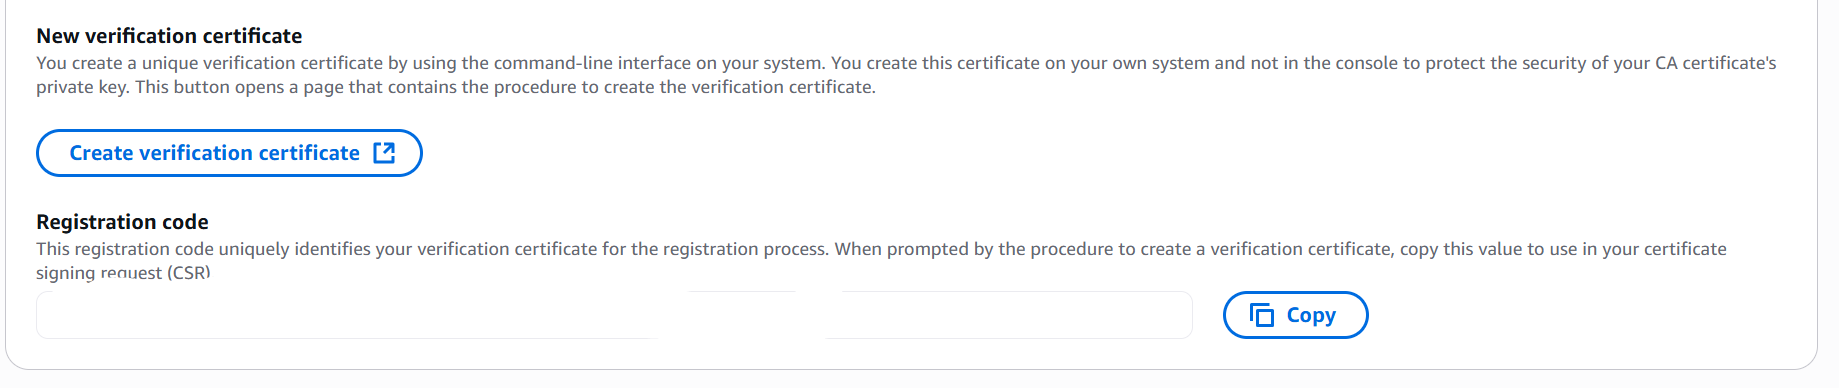 New verification certificate
You create a unique verification certificate by using the command-line interface on your system. You create this certificate on your own system and not in the console to protect the security of your CA certificate's
private key. This button opens a page that contains the procedure to create the verification certificate.
Create verification certificate
Registration code
This registration code uniquely identifies your verification certificate for the registration process. When prompted by the procedure to create a verification certificate, copy this value to use in your certificate
signing request (CSR)
Copy